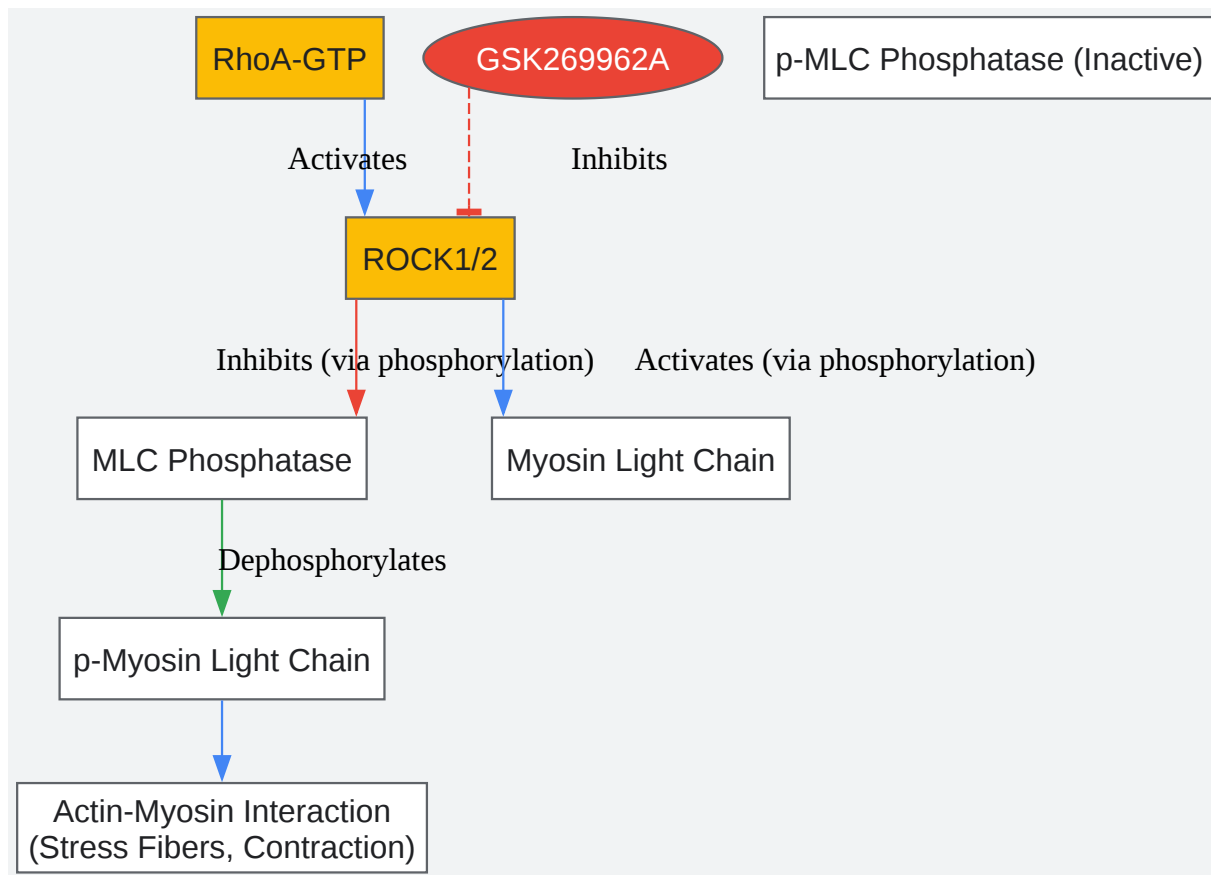 RhoA-GTP
GSK269962A
p-MLC Phosphatase (Inactive)
Activates
Inhibits
ROCK1/2
Inhibits (via phosphorylation)
Activates (via phosphorylation)
MLC Phosphatase
Myosin Light Chain
Dephosphorylates
p-Myosin Light Chain
Actin-Myosin Interaction
(Stress Fibers, Contraction)